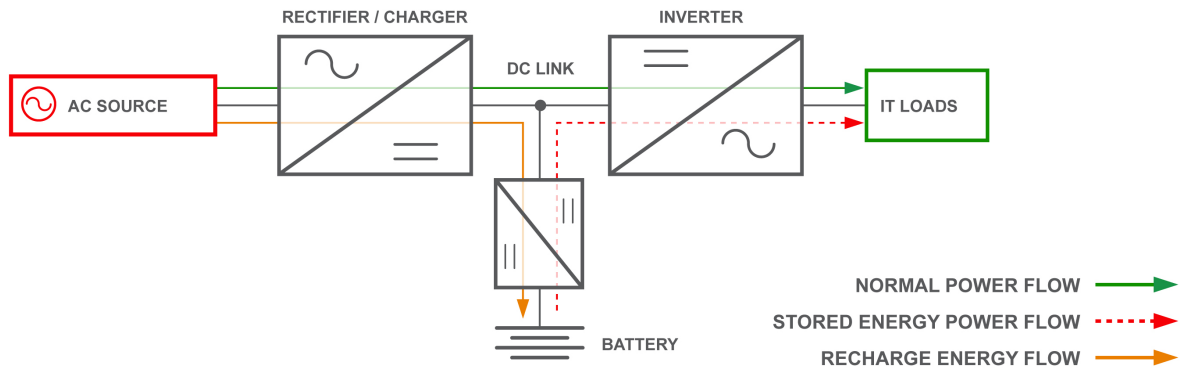 RECTIFIER / CHARGER
INVERTER
DC LINK
AC SOURCE
IT LOADS
BATTERY
NORMAL POWER FLOW
STORED ENERGY POWER FLOW
RECHARGE ENERGY FLOW